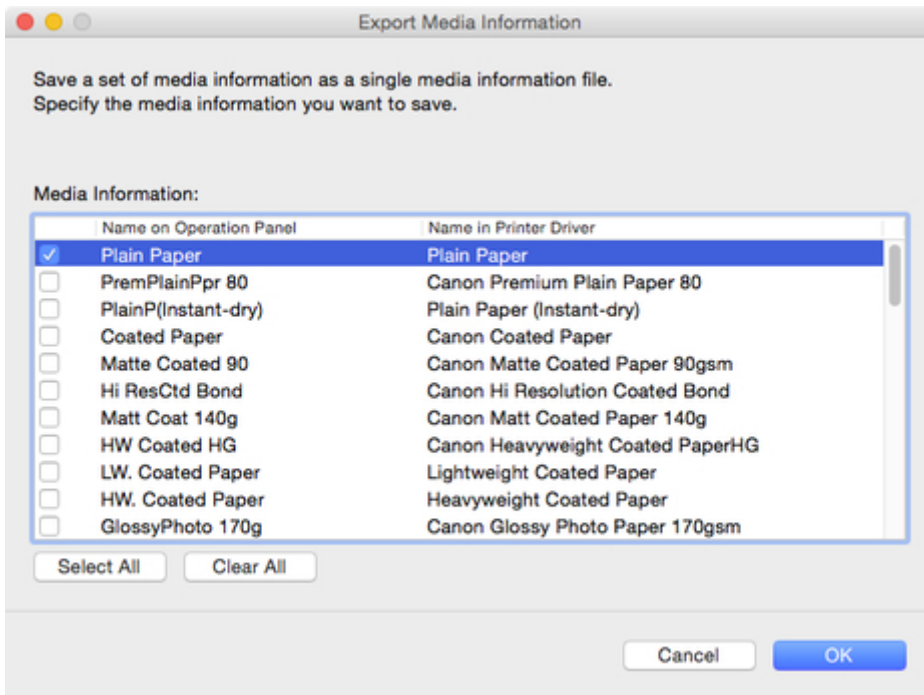 Export Media Information
Save a set of media information as a single media information file.
Specify the media information you want to save.
Media Information:
Name on Operation Panel Name in Printer Driver
Plain Paper Plain Paper
PremPlainPpr 80 Canon Premium Plain Paper 80
PlainP(Instant-dry) Plain Paper (Instant-dry)
Coated Paper Canon Coated Paper
Matte Coated 90 Canon Matte Coated Paper 90gsm
Hi ResCtd Bond Canon Hi Resolution Coated Bond
Matt Coat 140g Canon Matt Coated Paper 140g
HW Coated HG Canon Heavyweight Coated PaperHG
LW. Coated Paper Lightweight Coated Paper
HW. Coated Paper Heavyweight Coated Paper
GlossyPhoto 170g Canon Glossy Photo Paper 170gsm
Select All Clear All
Cancel OK